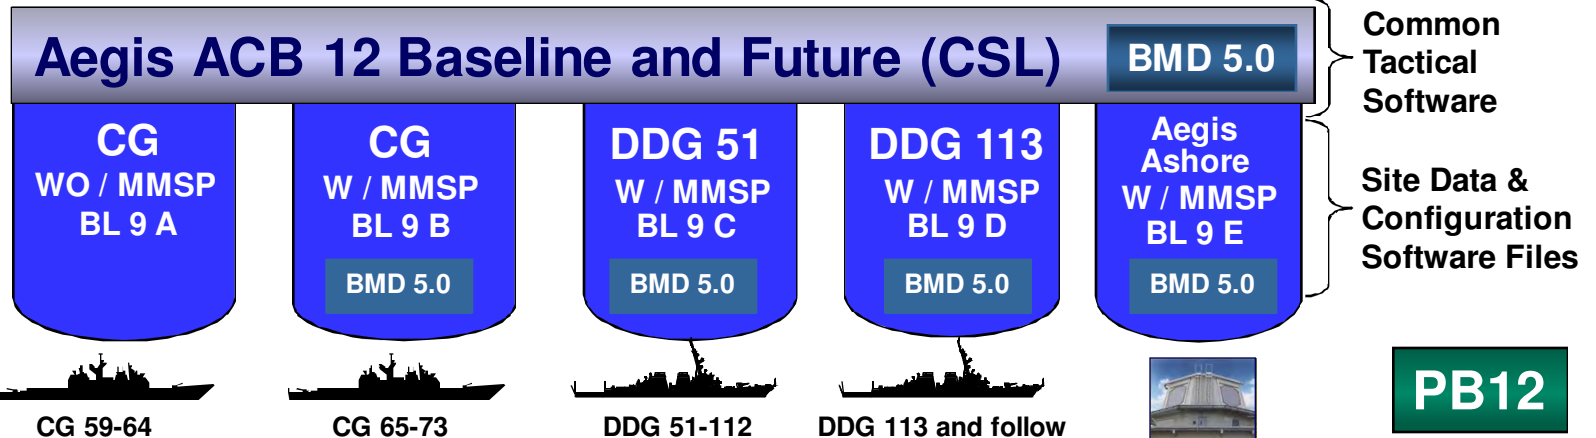 Aegis ACB 12 Baseline and Future (CSL)
BMD 5.0
Common
Tactical
Software
CG
WO / MMSP
BL 9 A
CG
W / MMSP
BL 9 B
BMD 5.0
DDG 51
W / MMSP
BL 9 C
BMD 5.0
DDG 113
W / MMSP
BL 9 D
BMD 5.0
Aegis
Ashore
W / MMSP
BL 9 E
BMD 5.0
Site Data &
Configuration
Software Files
CG 59-64
CG 65-73
DDG 51-112
DDG 113 and follow
PB12